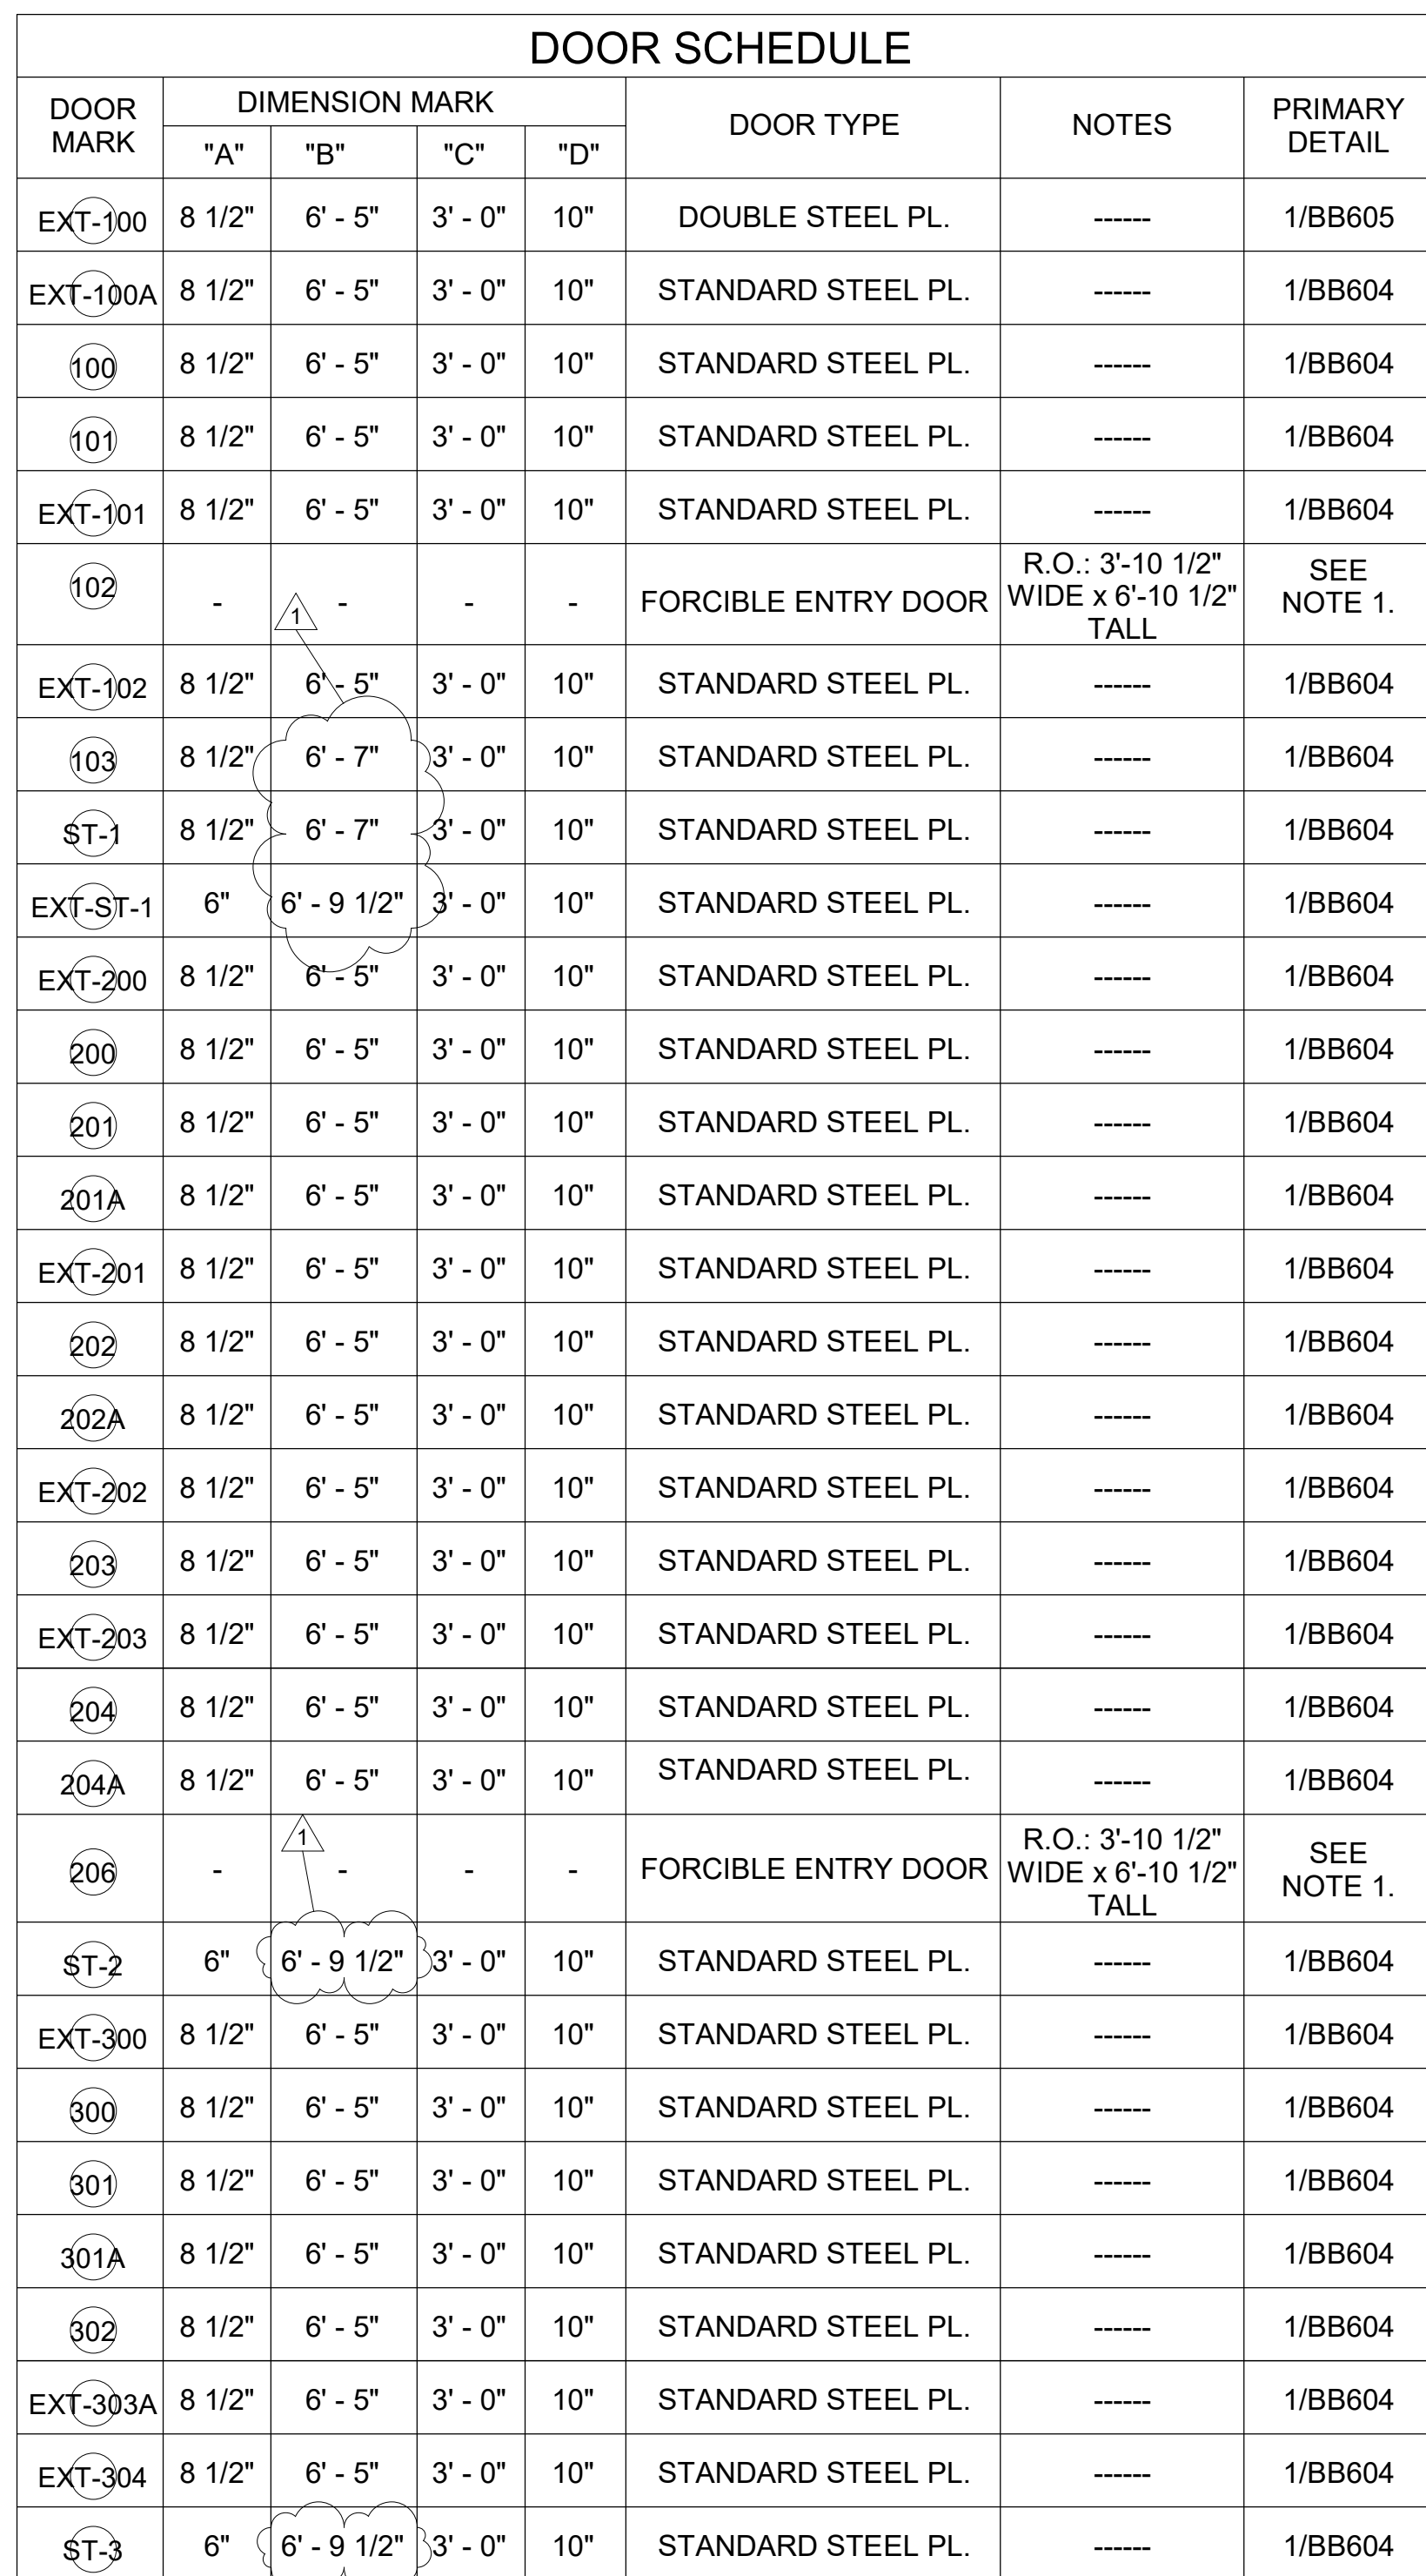 DOOR SCHEDULE
DOOR MARK DIMENSION MARK DOOR TYPE NOTES PRIMARY DETAIL
"A" "B" "C" "D"
EXT-100 8 1/2" 6' - 5" 3' - 0" 10" DOUBLE STEEL PL. ------ 1/BB605
EXT-100A 8 1/2" 6' - 5" 3' - 0" 10" STANDARD STEEL PL. ------ 1/BB604
100 8 1/2" 6' - 5" 3' - 0" 10" STANDARD STEEL PL. ------ 1/BB604
101 8 1/2" 6' - 5" 3' - 0" 10" STANDARD STEEL PL. ------ 1/BB604
EXT-101 8 1/2" 6' - 5" 3' - 0" 10" STANDARD STEEL PL. ------ 1/BB604
102 - - - - FORCIBLE ENTRY DOOR R.O.: 3'-10 1/2" WIDE x 6'-10 1/2" TALL SEE NOTE 1.
1
EXT-102 8 1/2" 6' - 5" 3' - 0" 10" STANDARD STEEL PL. ------ 1/BB604
103 8 1/2" 6' - 7" 3' - 0" 10" STANDARD STEEL PL. ------ 1/BB604
ST-1 8 1/2" 6' - 7" 3' - 0" 10" STANDARD STEEL PL. ------ 1/BB604
EXT-ST-1 6" 6' - 9 1/2" 3' - 0" 10" STANDARD STEEL PL. ------ 1/BB604
EXT-200 8 1/2" 6' - 5" 3' - 0" 10" STANDARD STEEL PL. ------ 1/BB604
200 8 1/2" 6' - 5" 3' - 0" 10" STANDARD STEEL PL. ------ 1/BB604
201 8 1/2" 6' - 5" 3' - 0" 10" STANDARD STEEL PL. ------ 1/BB604
201A 8 1/2" 6' - 5" 3' - 0" 10" STANDARD STEEL PL. ------ 1/BB604
EXT-201 8 1/2" 6' - 5" 3' - 0" 10" STANDARD STEEL PL. ------ 1/BB604
202 8 1/2" 6' - 5" 3' - 0" 10" STANDARD STEEL PL. ------ 1/BB604
202A 8 1/2" 6' - 5" 3' - 0" 10" STANDARD STEEL PL. ------ 1/BB604
EXT-202 8 1/2" 6' - 5" 3' - 0" 10" STANDARD STEEL PL. ------ 1/BB604
203 8 1/2" 6' - 5" 3' - 0" 10" STANDARD STEEL PL. ------ 1/BB604
EXT-203 8 1/2" 6' - 5" 3' - 0" 10" STANDARD STEEL PL. ------ 1/BB604
204 8 1/2" 6' - 5" 3' - 0" 10" STANDARD STEEL PL. ------ 1/BB604
204A 8 1/2" 6' - 5" 3' - 0" 10" STANDARD STEEL PL. ------ 1/BB604
1
206 - - - - FORCIBLE ENTRY DOOR R.O.: 3'-10 1/2" WIDE x 6'-10 1/2" TALL SEE NOTE 1.
ST-2 6" 6' - 9 1/2" 3' - 0" 10" STANDARD STEEL PL. ------ 1/BB604
EXT-300 8 1/2" 6' - 5" 3' - 0" 10" STANDARD STEEL PL. ------ 1/BB604
300 8 1/2" 6' - 5" 3' - 0" 10" STANDARD STEEL PL. ------ 1/BB604
301 8 1/2" 6' - 5" 3' - 0" 10" STANDARD STEEL PL. ------ 1/BB604
301A 8 1/2" 6' - 5" 3' - 0" 10" STANDARD STEEL PL. ------ 1/BB604
302 8 1/2" 6' - 5" 3' - 0" 10" STANDARD STEEL PL. ------ 1/BB604
EXT-303A 8 1/2" 6' - 5" 3' - 0" 10" STANDARD STEEL PL. ------ 1/BB604
EXT-304 8 1/2" 6' - 5" 3' - 0" 10" STANDARD STEEL PL. ------ 1/BB604
ST-3 6" 6' - 9 1/2" 3' - 0" 10" STANDARD STEEL PL. ------ 1/BB604